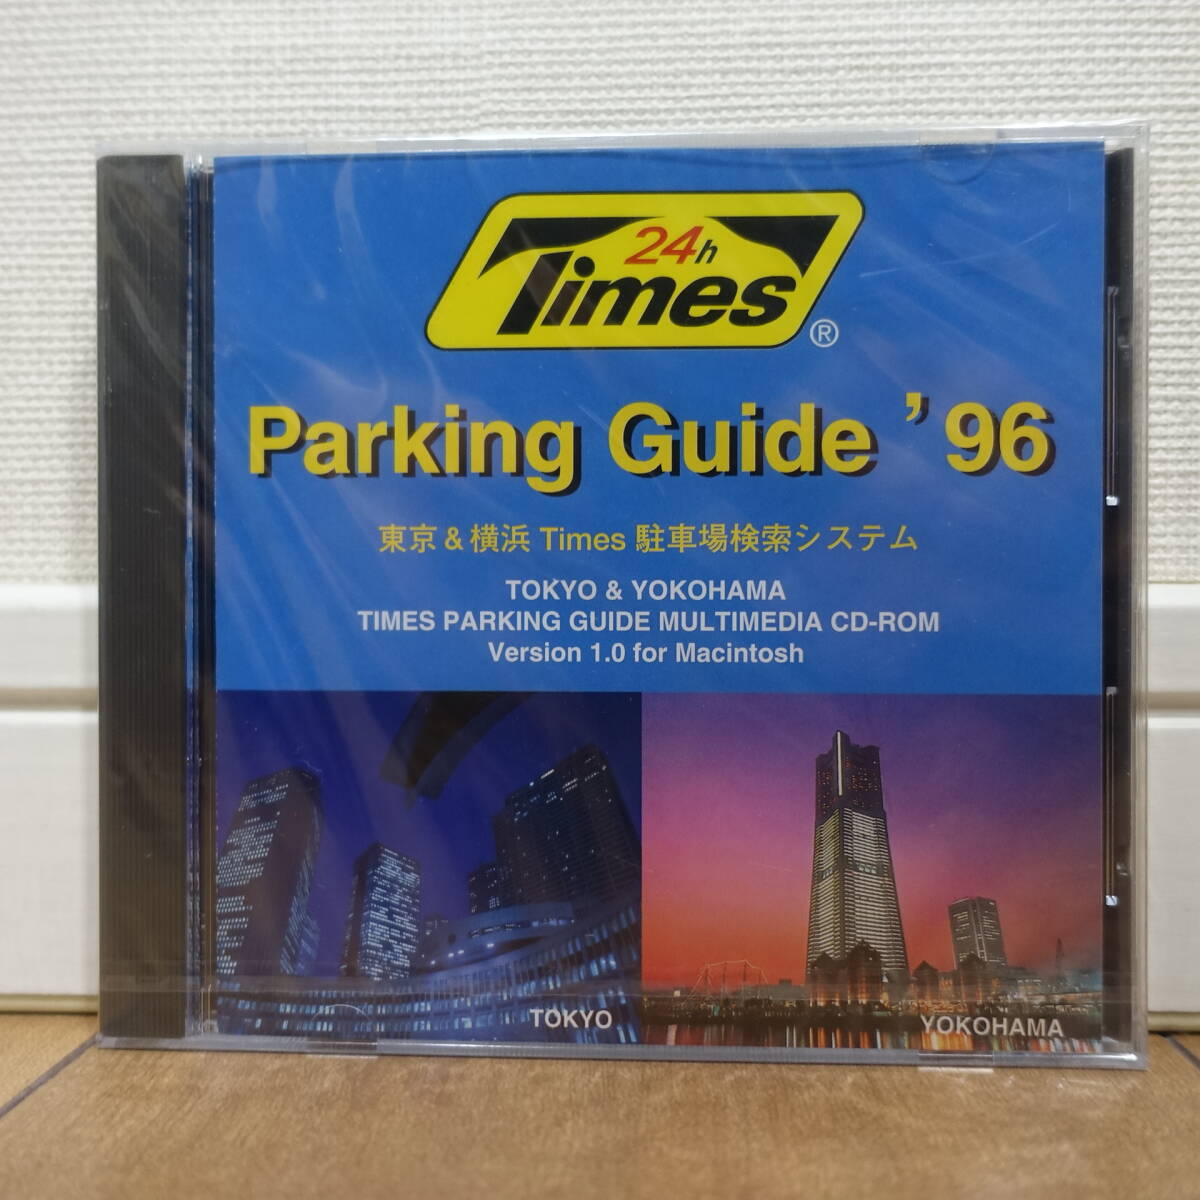 24h
Times
®
Parking Guide '96
東京&横浜 Times 駐車場検索システム
TOKYO & YOKOHAMA
TIMES PARKING GUIDE MULTIMEDIA CD-ROM
Version 1.0 for Macintosh
TOKYO
YOKOHAMA